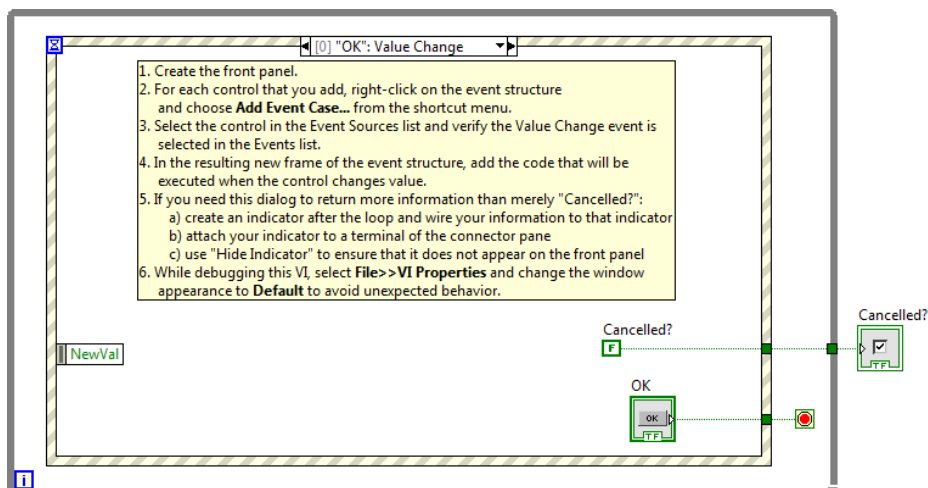 [0] "OK": Value Change
1. Create the front panel.
2. For each control that you add, right-click on the event structure
and choose Add Event Case... from the shortcut menu.
3. Select the control in the Event Sources list and verify the Value Change event is
selected in the Events list.
4. In the resulting new frame of the event structure, add the code that will be
executed when the control changes value.
5. If you need this dialog to return more information than merely "Cancelled?":
a) create an indicator after the loop and wire your information to that indicator
b) attach your indicator to a terminal of the connector pane
c) use "Hide Indicator" to ensure that it does not appear on the front panel
6. While debugging this VI, select File>>VI Properties and change the window
appearance to Default to avoid unexpected behavior.
Cancelled?
Cancelled?
NewVal
F
TF
OK
OK
TF
i